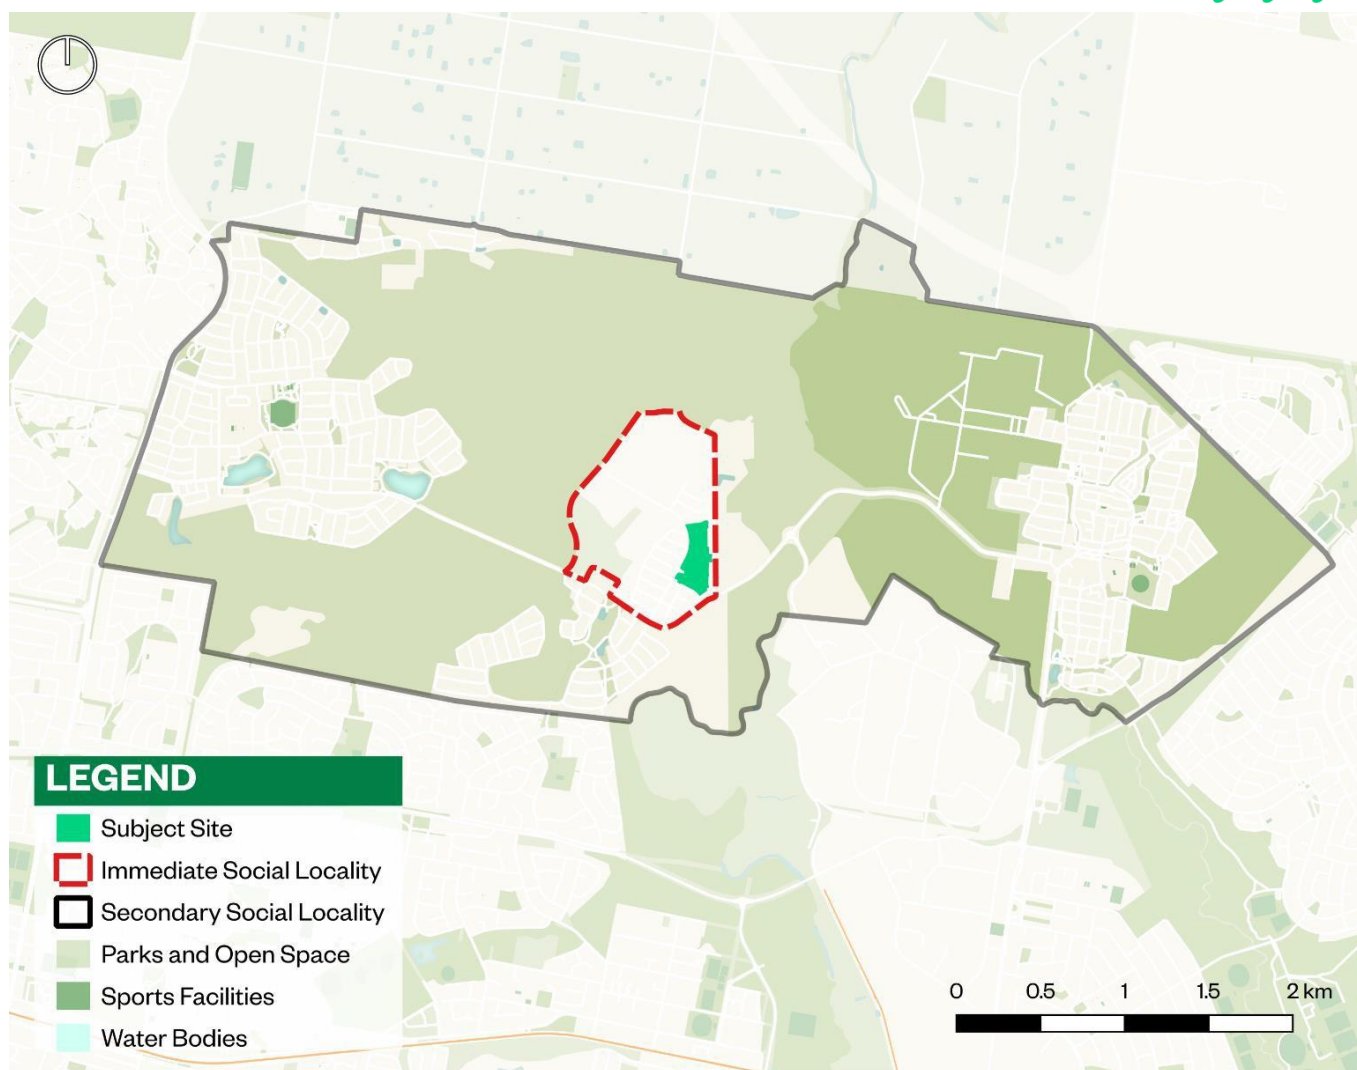 LEGEND
Subject Site
Immediate Social Locality
Secondary Social Locality
Parks and Open Space
Sports Facilities
Water Bodies
0 0.5 1 1.5 2 km